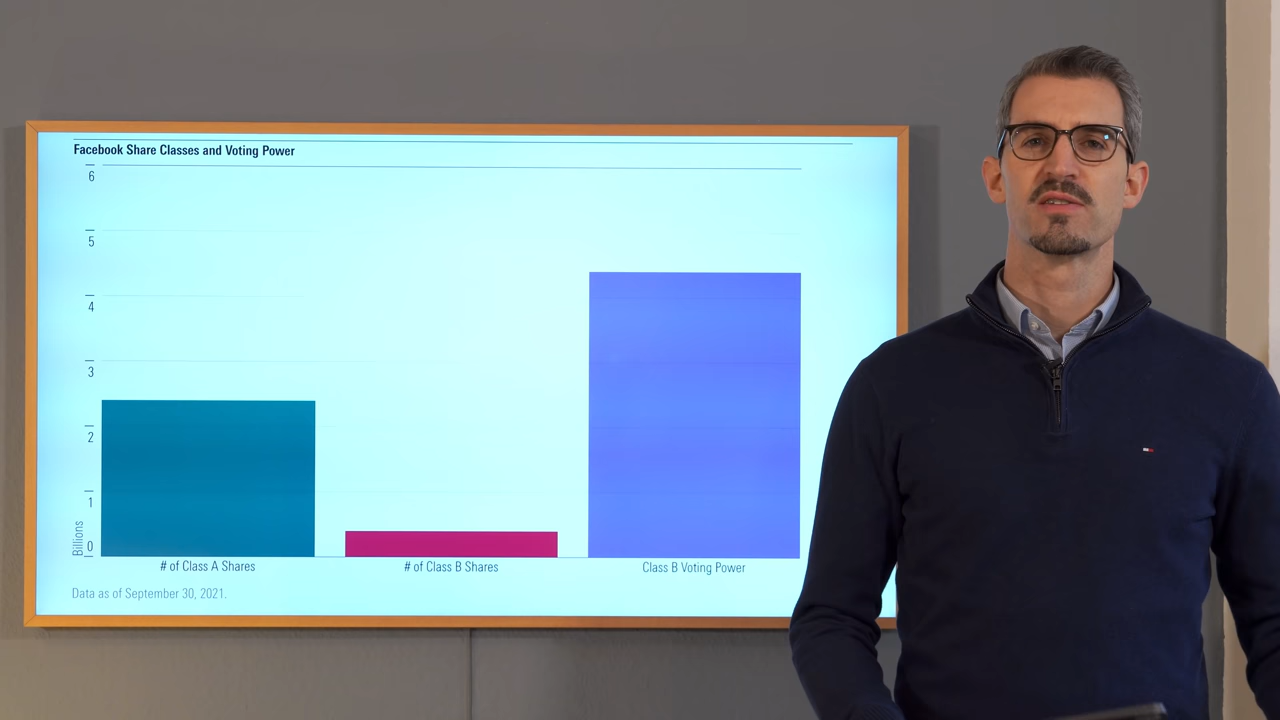 Facebook Share Classes and Voting Power
6
5
4
3
2
1
0
Billions
# of Class A Shares
# of Class B Shares
Class B Voting Power
Data as of September 30, 2021.